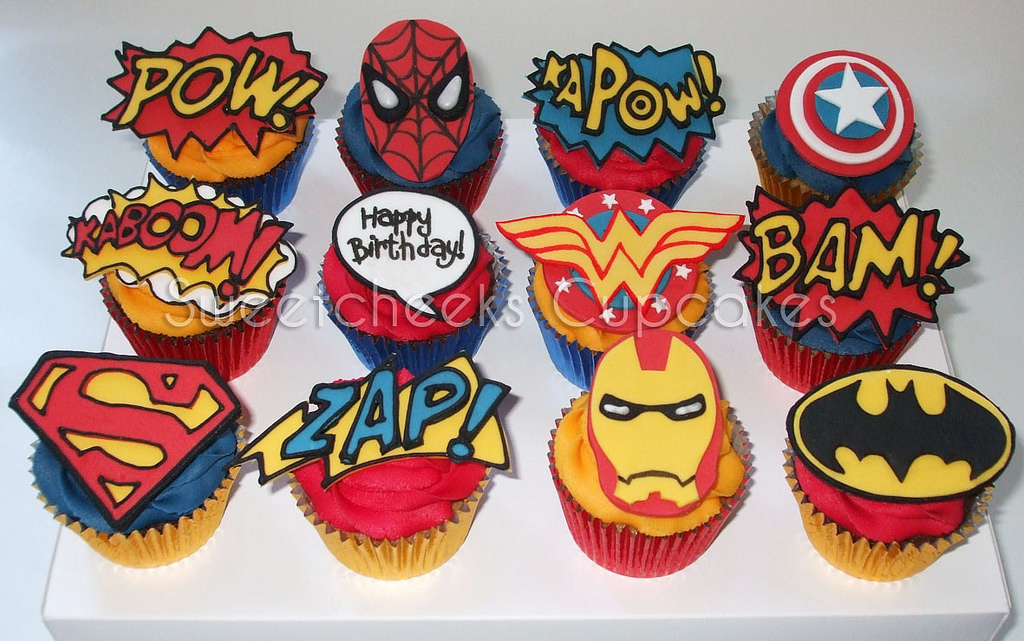 POW!
KAPOW!
KABOOM!
Happy
Birthday!
W
BAM!
Sweetcheeks Cupcakes
S
ZAP!